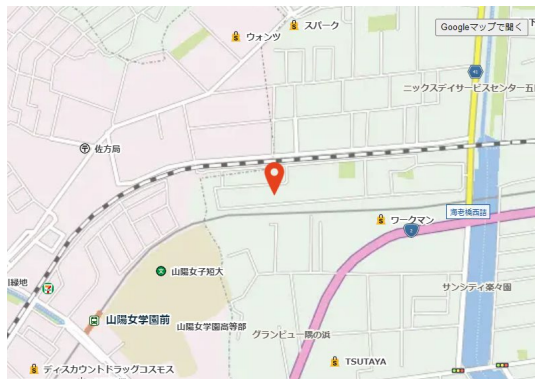 スパーク
ウォンツ
Googleマップで開く
ニックスデイサービスセンター五日
佐方局
ワークマン
海老橋西詰
2
山陽女子短大
サンシティ楽々園
緑地
山陽女学園前
山陽女学園高等部
グランビュー隅の浜
TSUTAYA
ディスカウントドラッグコスモス